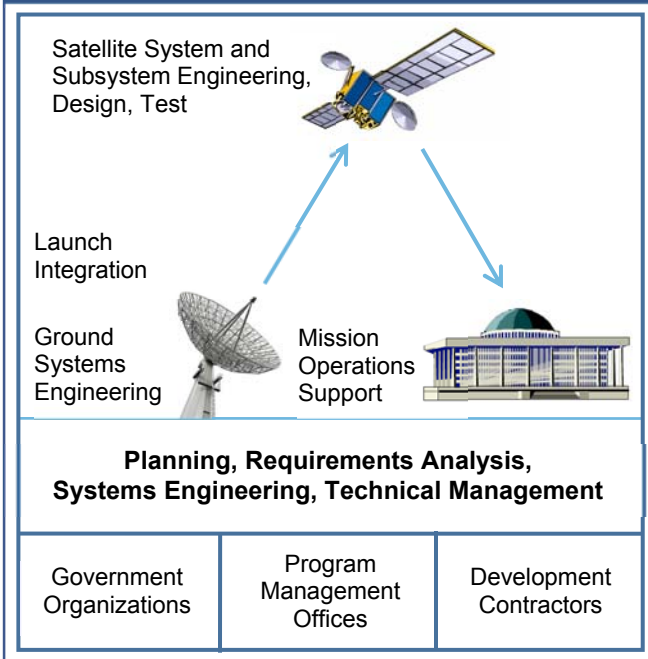 Satellite System and
Subsystem Engineering,
Design, Test
Launch
Integration
Ground
Systems
Engineering
Mission
Operations
Support
Planning, Requirements Analysis,
Systems Engineering, Technical Management
Government
Organizations
Program
Management
Offices
Development
Contractors